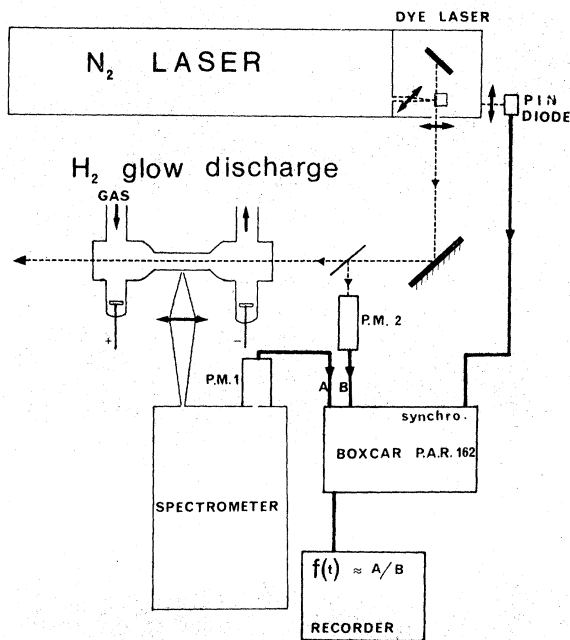 DYE LASER
N₂ LASER
PIN
DIODE
H₂ glow discharge
GAS
+
−
P.M. 2
P.M. 1
A B
synchro.
BOXCAR P.A.R. 162
SPECTROMETER
f(t) ≈ A/B
RECORDER